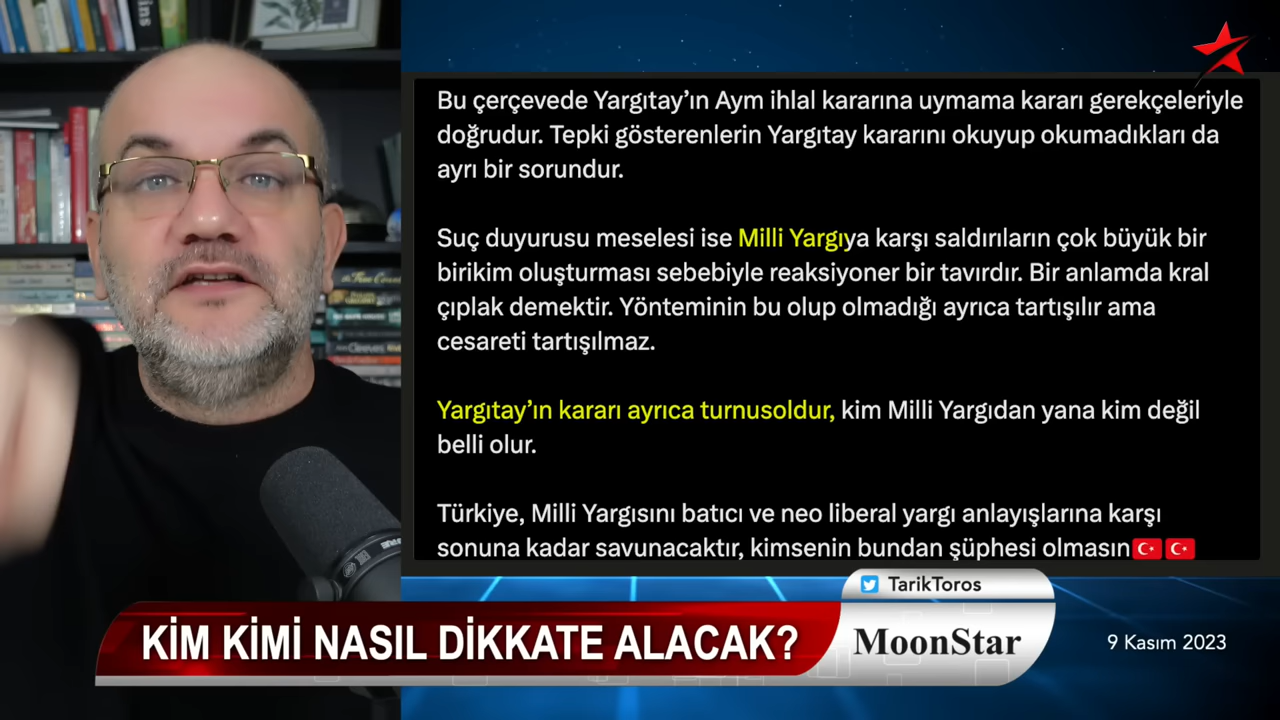 Bu çerçevede Yargıtay’ın Aym ihlal kararına uymama kararı gerekçeleriyle
doğrudur. Tepki gösterenlerin Yargıtay kararını okuyup okumadıkları da
ayrı bir sorundur.
Suç duyurusu meselesi ise Milli Yargıya karşı saldırıların çok büyük bir
birikim oluşturması sebebiyle reaksiyoner bir tavırdır. Bir anlamda kral
çıplak demektir. Yönteminin bu olup olmadığı ayrıca tartışılır ama
cesareti tartışılmaz.
Yargıtay’ın kararı ayrıca turnusoldur, kim Milli Yargıdan yana kim değil
belli olur.
Türkiye, Milli Yargısını batıcı ve neo liberal yargı anlayışlarına karşı
sonuna kadar savunacaktır, kimsenin bundan şüphesi olmasın
TarikToros
KİM KİMİ NASIL DİKKATE ALACAK?
MoonStar
9 Kasım 2023